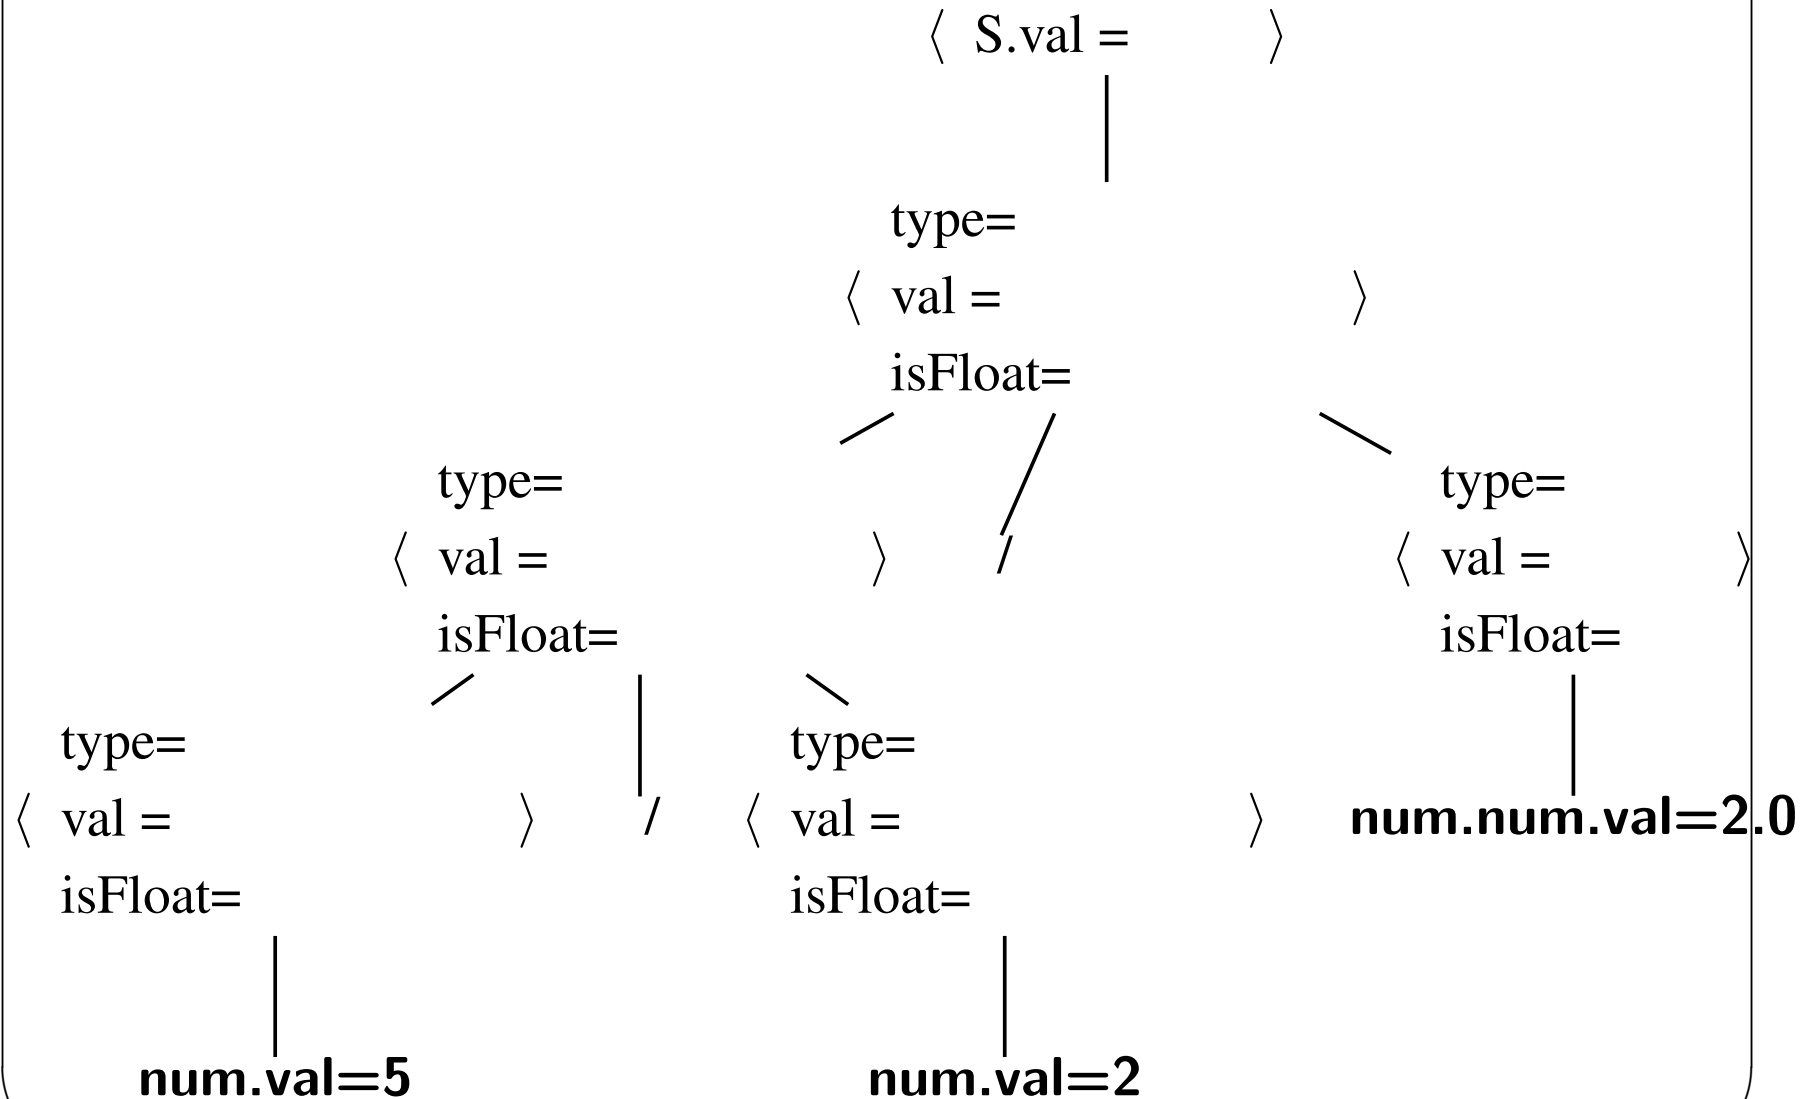 ⟨ S.val = ⟩
type=
⟨ val = ⟩
isFloat=
type=
⟨ val = ⟩
isFloat=
/
type=
⟨ val = ⟩
isFloat=
type=
⟨ val = ⟩
isFloat=
/
type=
⟨ val = ⟩
isFloat=
num.num.val=2.0
num.val=5
num.val=2